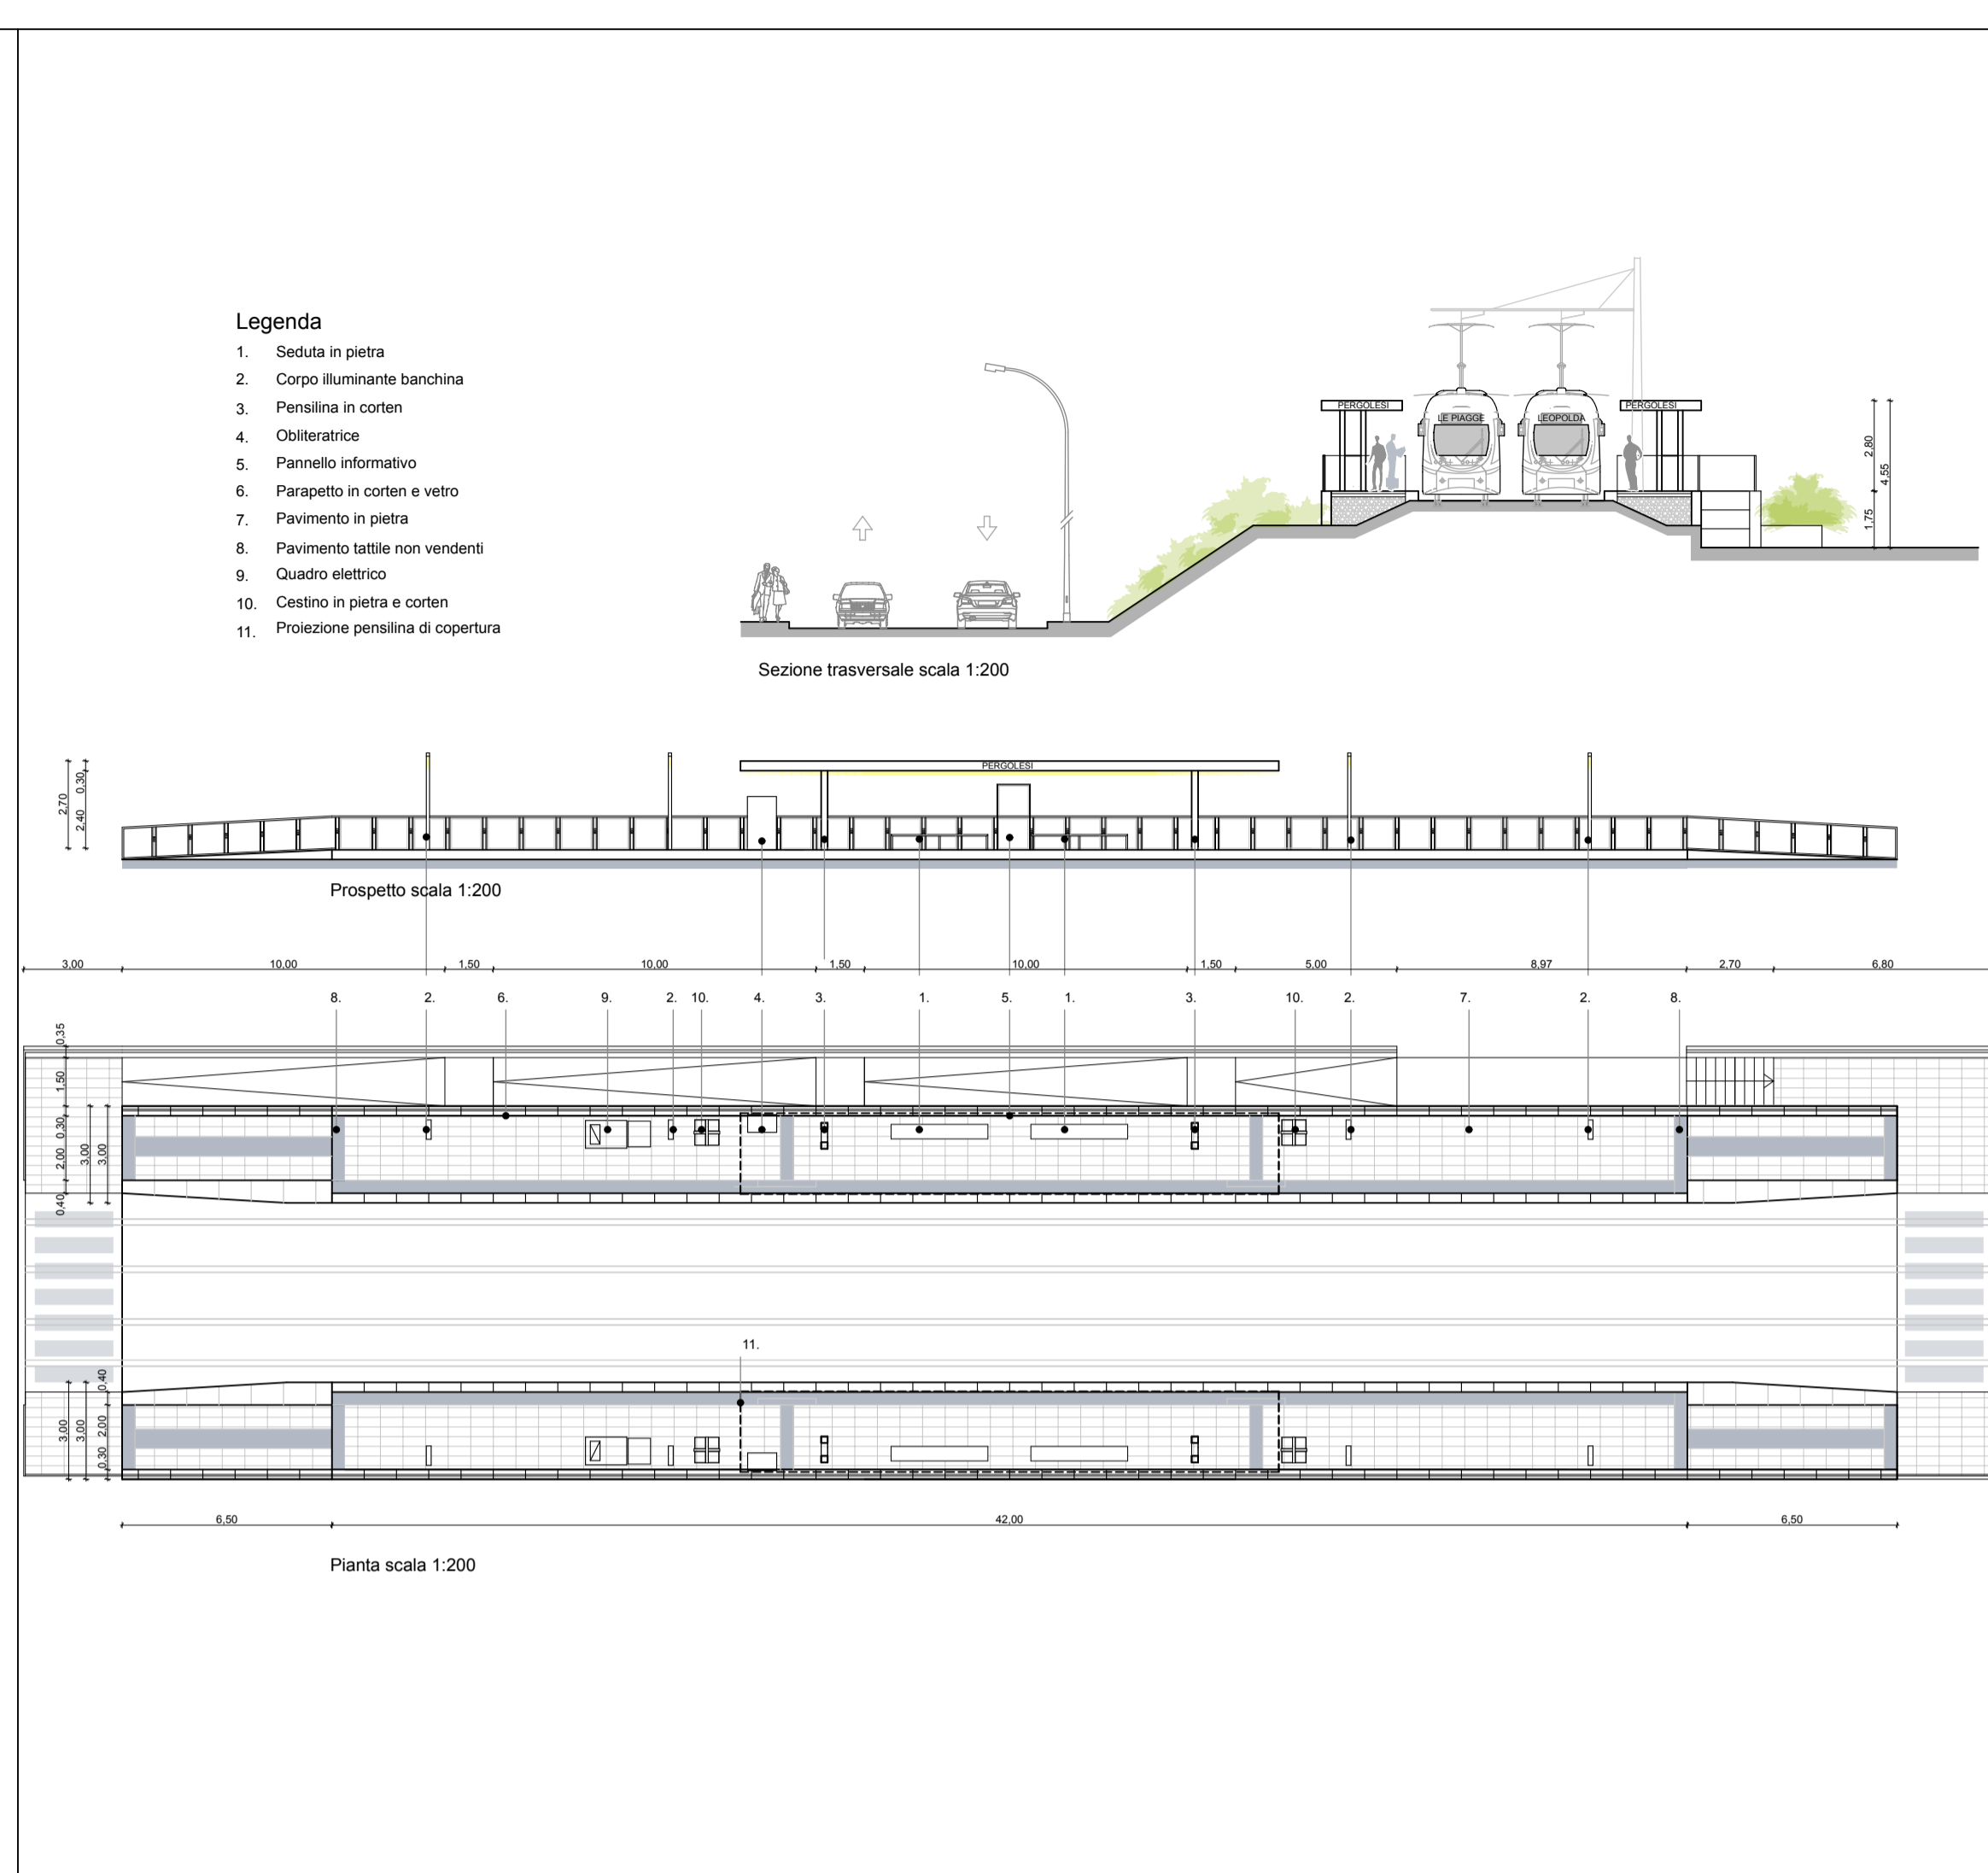 Legenda
1. Seduta in pietra
2. Corpo illuminante banchina
3. Pensilina in corten
4. Obliteratrice
5. Pannello informativo
6. Parapetto in corten e vetro
7. Pavimento in pietra
8. Pavimento tattile non vendenti
9. Quadro elettrico
10. Cestino in pietra e corten
11. Proiezione pensilina di copertura
PERGOLESI LE PIAGGE LEOPOLDA PERGOLESI
2,80
4,55
1,75
Sezione trasversale scala 1:200
PERGOLESI
2,70
0,30
2,40
Prospetto scala 1:200
3,00 10,00 1,50 10,00 1,50 10,00 1,50 5,00 8,97 2,70 6,80
8. 2. 6. 9. 2. 10. 4. 3. 1. 5. 1. 3. 10. 2. 7. 2. 8.
0,35
1,50
0,30
2,00
3,00
3,00
0,40
11.
0,40
3,00
3,00
2,00
0,30
6,50 42,00 6,50
Pianta scala 1:200